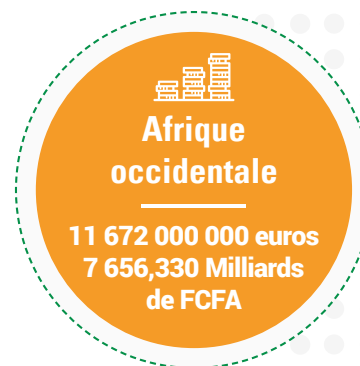 Afrique
occidentale
11 672 000 000 euros
7 656,330 Milliards
de FCFA